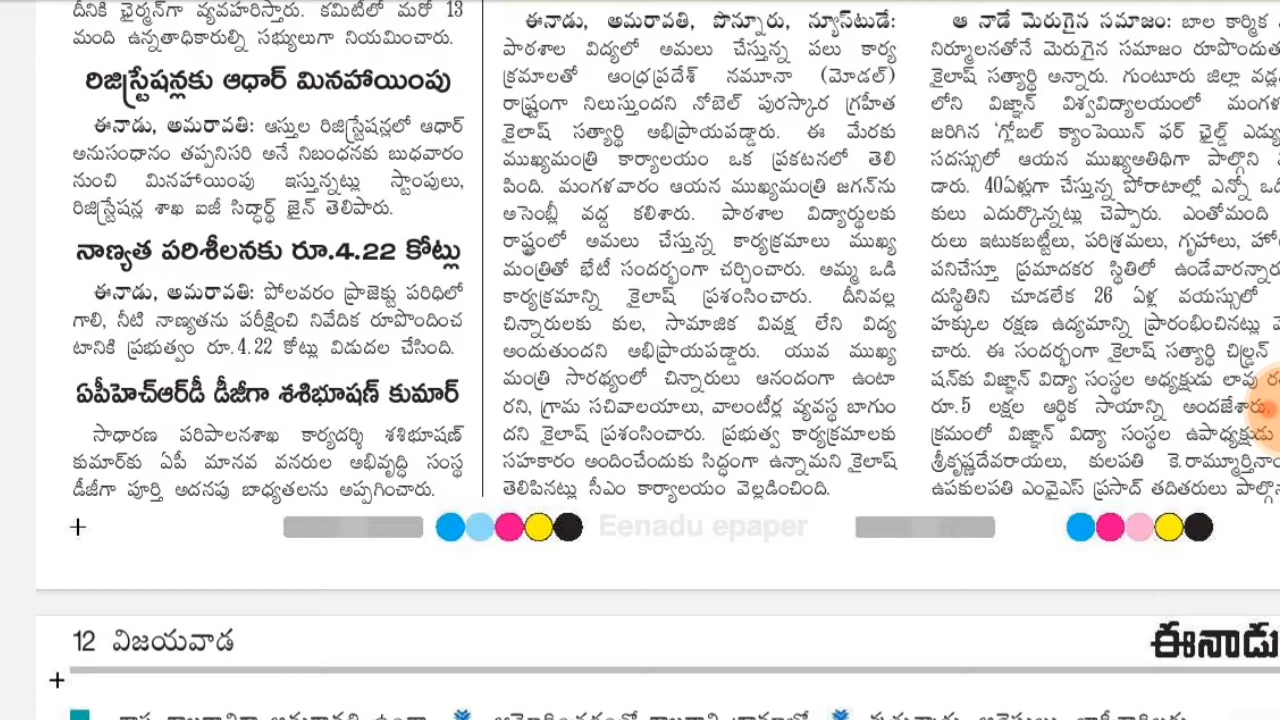 దీనికి ఛైర్మన్‌గా వ్యవహరిస్తారు. కమిటీలో మరో 13
మంది ఉన్నతాధికారుల్ని సభ్యులుగా నియమించారు.
రిజిస్ట్రేషన్లకు ఆధార్ మినహాయింపు
ఈనాడు, అమరావతి: ఆస్తుల రిజిస్ట్రేషన్లలో ఆధార్
అనుసంధానం తప్పనిసరి అనే నిబంధనకు బుధవారం
నుంచి మినహాయింపు ఇస్తున్నట్లు స్టాంపులు,
రిజిస్ట్రేషన్ల శాఖ ఐజీ సిద్ధార్థ్ జైన్ తెలిపారు.
నాణ్యత పరిశీలనకు రూ.4.22 కోట్లు
ఈనాడు, అమరావతి: పోలవరం ప్రాజెక్టు పరిధిలో
గాలి, నీటి నాణ్యతను పరీక్షించి నివేదిక రూపొందించ
టానికి ప్రభుత్వం రూ.4.22 కోట్లు విడుదల చేసింది.
ఏపీహెచ్ఆర్‌డీ డీజీగా శశిభూషణ్ కుమార్
సాధారణ పరిపాలనశాఖ కార్యదర్శి శశిభూషణ్
కుమార్‌కు ఏపీ మానవ వనరుల అభివృద్ధి సంస్థ
డీజీగా పూర్తి అదనపు బాధ్యతలను అప్పగించారు.
ఈనాడు, అమరావతి, పొన్నూరు, న్యూస్‌టుడే:
పాఠశాల విద్యలో అమలు చేస్తున్న పలు కార్య
క్రమాలతో ఆంధ్రప్రదేశ్ నమూనా (మోడల్)
రాష్ట్రంగా నిలుస్తుందని నోబెల్ పురస్కార గ్రహీత
కైలాష్ సత్యార్థి అభిప్రాయపడ్డారు. ఈ మేరకు
ముఖ్యమంత్రి కార్యాలయం ఒక ప్రకటనలో తెలి
పింది. మంగళవారం ఆయన ముఖ్యమంత్రి జగన్‌ను
అసెంబ్లీ వద్ద కలిశారు. పాఠశాల విద్యార్థులకు
రాష్ట్రంలో అమలు చేస్తున్న కార్యక్రమాలు ముఖ్య
మంత్రితో భేటీ సందర్భంగా చర్చించారు. అమ్మ ఒడి
కార్యక్రమాన్ని కైలాష్ ప్రశంసించారు. దీనివల్ల
చిన్నారులకు కుల, సామాజిక వివక్ష లేని విద్య
అందుతుందని అభిప్రాయపడ్డారు. యువ ముఖ్య
మంత్రి సారథ్యంలో చిన్నారులు ఆనందంగా ఉంటా
రని, గ్రామ సచివాలయాలు, వాలంటీర్ల వ్యవస్థ బాగుం
దని కైలాష్ ప్రశంసించారు. ప్రభుత్వ కార్యక్రమాలకు
సహకారం అందించేందుకు సిద్ధంగా ఉన్నామని కైలాష్
తెలిపినట్లు సీఎం కార్యాలయం వెల్లడించింది.
ఆ నాడే మెరుగైన సమాజం: బాల కార్మిక
నిర్మూలనతోనే మెరుగైన సమాజం
కైలాష్ సత్యార్థి అన్నారు. గుంటూరు జిల్లా
లోని విజ్ఞాన్ విశ్వవిద్యాలయంలో
జరిగిన 'గ్లోబల్ క్యాంపెయిన్ ఫర్ ఛైల్డ్
సదస్సులో ఆయన ముఖ్యఅతిథిగా పాల్గొని
డారు. 40ఏళ్లుగా చేస్తున్న పోరాటాల్లో ఎన్నో
కులు ఎదుర్కొన్నట్లు చెప్పారు. ఎంతోమంది
రులు ఇటుకబట్టీలు, పరిశ్రమలు, గృహాలు,
పనిచేస్తూ ప్రమాదకర స్థితిలో
దుస్థితిని చూడలేక 26 ఏళ్ల వయస్సులో
హక్కుల రక్షణ ఉద్యమాన్ని ప్రారంభించినట్లు
చారు. ఈ సందర్భంగా కైలాష్ సత్యార్థి చిల్డ్రన్
షన్‌కు విజ్ఞాన్ విద్యా సంస్థల అధ్యక్షుడు లావు
రూ.5 లక్షల ఆర్థిక సాయాన్ని అందజేశారు.
క్రమంలో విజ్ఞాన్ విద్యా సంస్థల ఉపాధ్యక్షుడు
శ్రీకృష్ణదేవరాయలు, కులపతి
ఉపకులపతి ఎంవైఎస్ ప్రసాద్ తదితరులు
Eenadu epaper
12 విజయవాడ
ఈనాడు